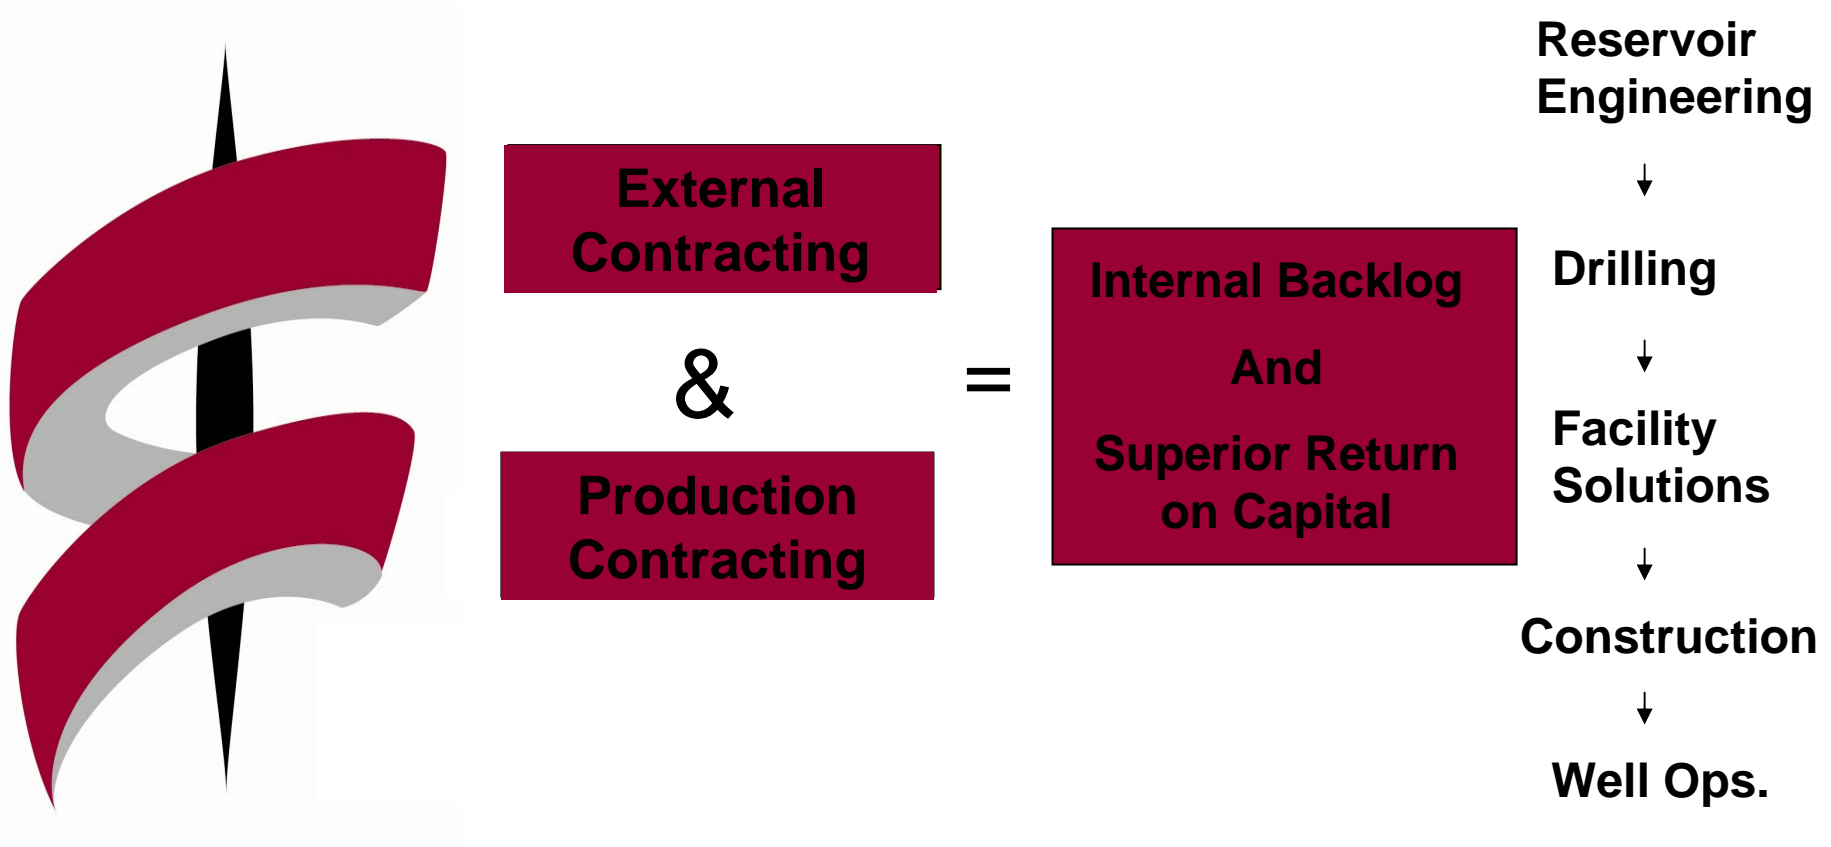 External
Contracting
&
Production
Contracting
=
Internal Backlog
And
Superior Return
on Capital
Reservoir
Engineering
↓
Drilling
↓
Facility
Solutions
↓
Construction
↓
Well Ops.